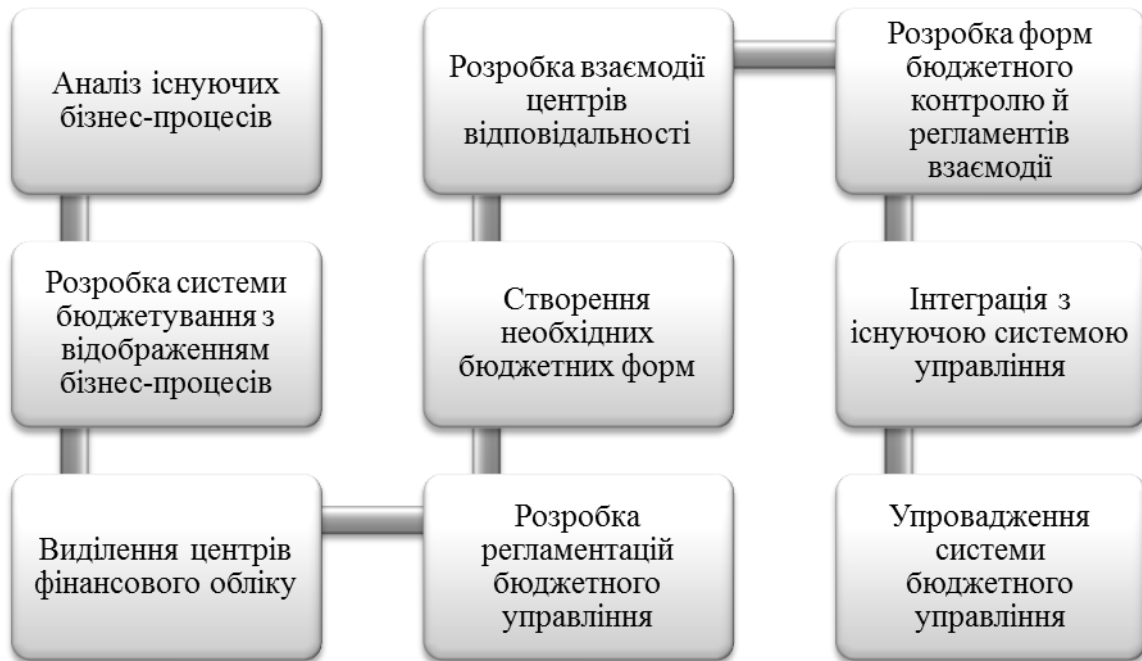 Аналіз існуючих
бізнес-процесів
Розробка системи
бюджетування з
відображенням
бізнес-процесів
Виділення центрів
фінансового обліку
Розробка
регламентацій
бюджетного
управління
Створення
необхідних
бюджетних форм
Розробка взаємодії
центрів
відповідальності
Розробка форм
бюджетного
контролю й
регламентів
взаємодії
Інтеграція з
існуючою системою
управління
Упровадження
системи
бюджетного
управління